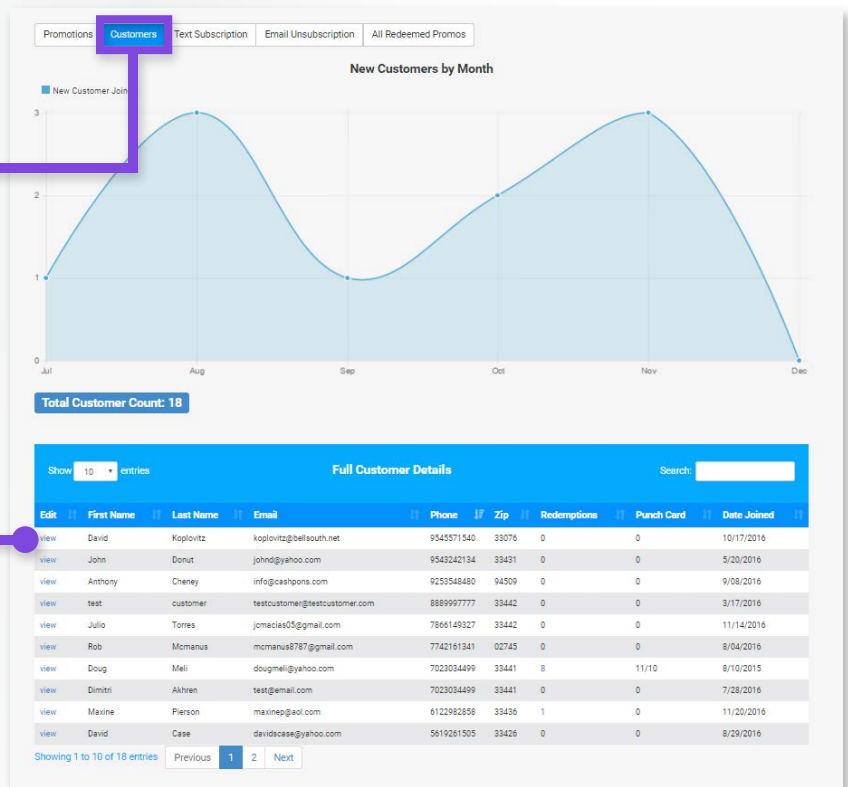 Promotions Customers Text Subscription Email Unsubscription All Redeemed Promos
New Customers by Month
New Customer Join
3
2
1
0
Jul Aug Sep Oct Nov Dec
Total Customer Count: 18
Show 10 entries Full Customer Details Search:
Edit First Name Last Name Email Phone Zip Redemptions Punch Card Date Joined
view David Koplovitz koplovitz@bellsouth.net 9545571540 33076 0 0 10/17/2016
view John Donut johnd@yahoo.com 9543242134 33431 0 0 5/20/2016
view Anthony Cheney info@cashpons.com 9253548480 94509 0 0 9/08/2016
view test customer testcustomer@testcustomer.com 8889997777 33442 0 0 3/17/2016
view Julio Torres jcmacias05@gmail.com 7866149327 33442 0 0 11/14/2016
view Rob Mcmanus mcmanus8787@gmail.com 7742161341 02745 0 0 8/04/2016
view Doug Meli dougmeli@yahoo.com 7023034499 33441 8 11/10 8/10/2015
view Dimitri Akhren test@email.com 7023034499 33441 0 0 7/28/2016
view Maxine Pierson maxinep@aol.com 6122982858 33436 1 0 11/20/2016
view David Case davidscase@yahoo.com 5619261505 33426 0 0 8/29/2016
Showing 1 to 10 of 18 entries Previous 1 2 Next